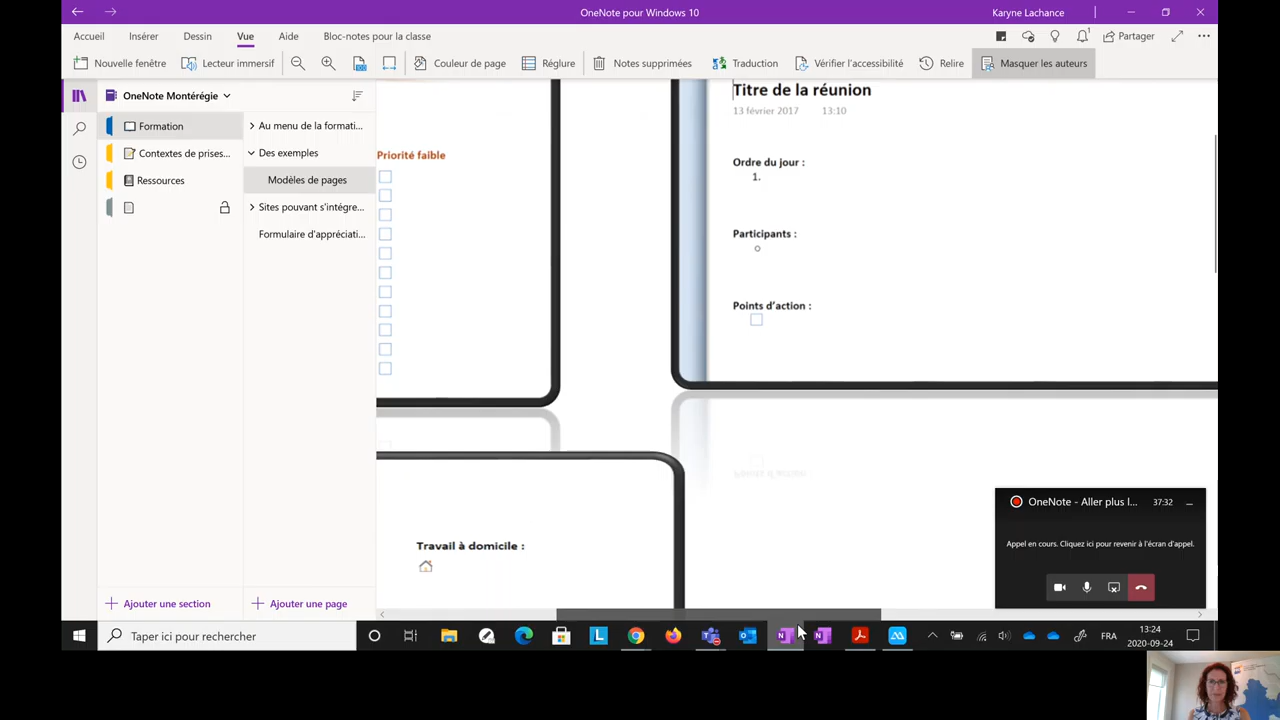 OneNote pour Windows 10
Karyne Lachance
Accueil Insérer Dessin Vue Aide Bloc-notes pour la classe
Partager
Nouvelle fenêtre Lecteur immersif Couleur de page Réglure Notes supprimées Traduction Vérifier l'accessibilité Relire Masquer les auteurs
OneNote Montérégie
Formation
Contextes de prises...
Ressources
Au menu de la formati...
Des exemples
Modèles de pages
Sites pouvant s'intégre...
Formulaire d'appréciati...
Priorité faible
Titre de la réunion
13 février 2017 13:10
Ordre du jour :
1.
Participants :
Points d'action :
Points d'action :
Travail à domicile :
OneNote - Aller plus l... 37:32
Appel en cours. Cliquez ici pour revenir à l'écran d'appel.
Ajouter une section
Ajouter une page
Taper ici pour rechercher
L
N
N
FRA
13:24
2020-09-24